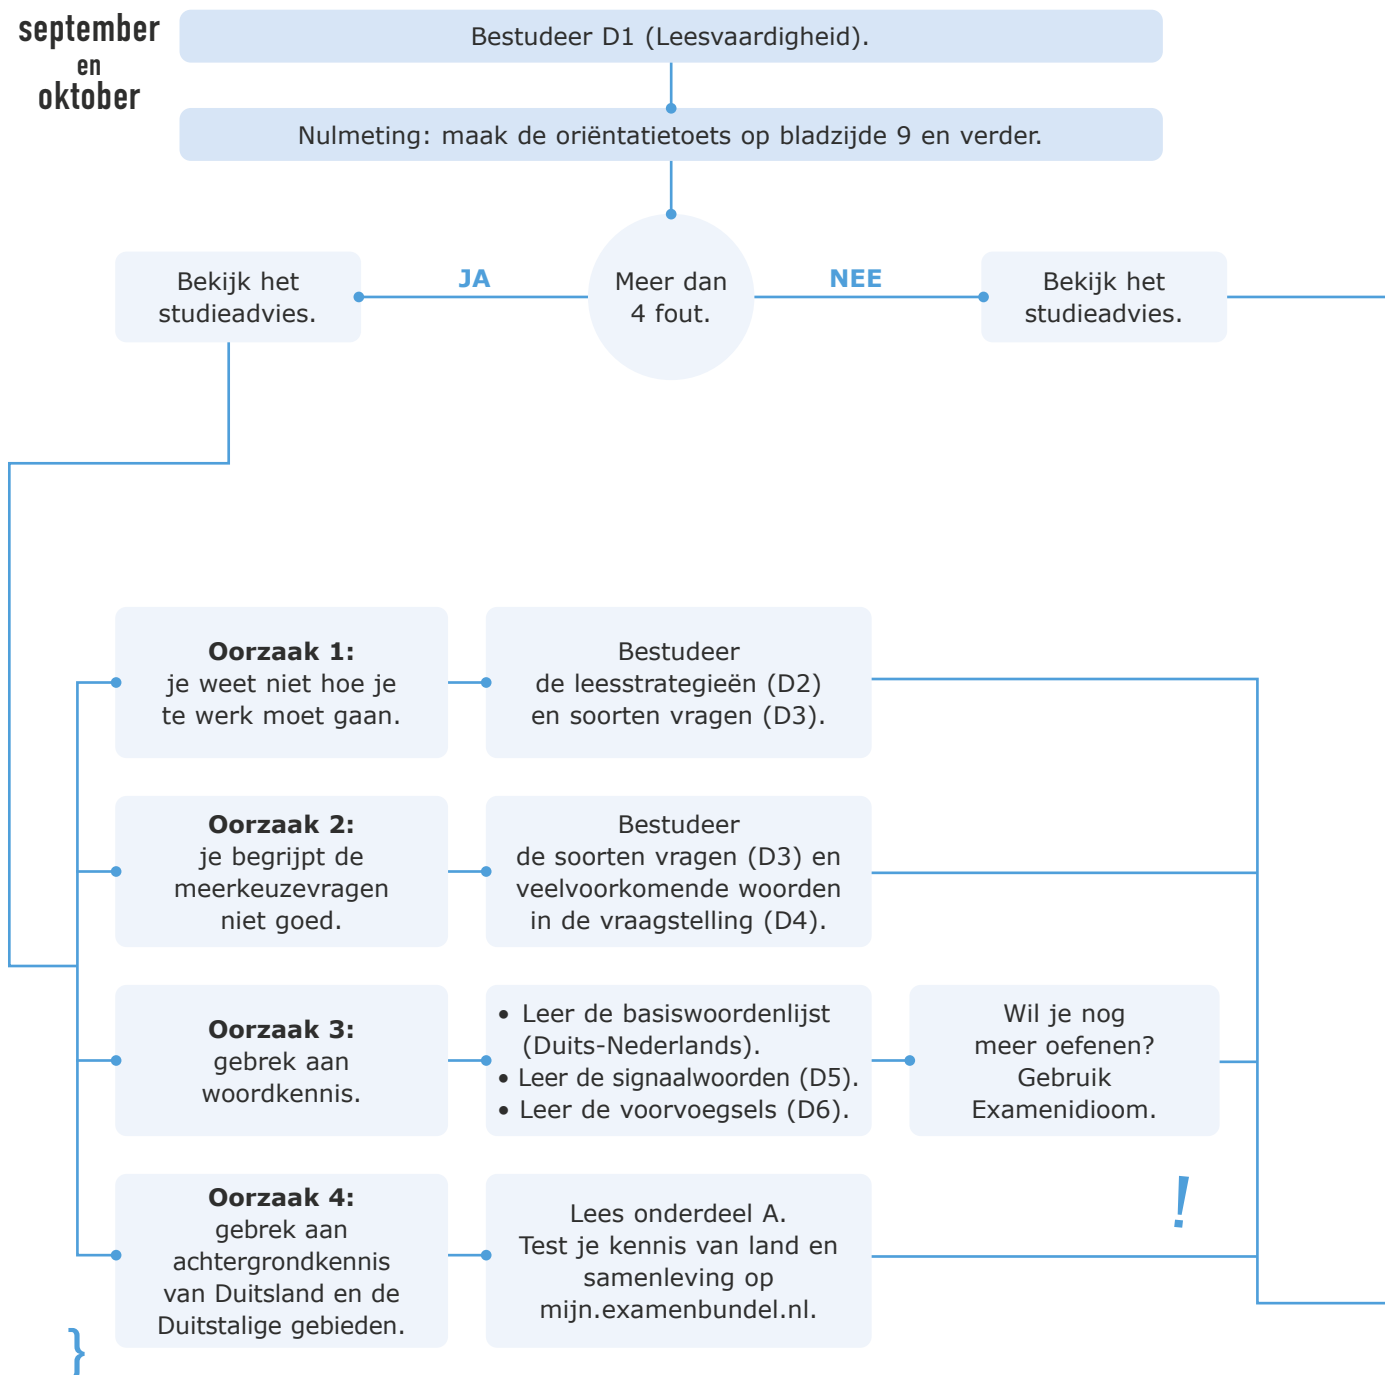 september
en
oktober
Bestudeer D1 (Leesvaardigheid).
Nulmeting: maak de oriëntatietoets op bladzijde 9 en verder.
Bekijk het
studieadvies.
JA
Meer dan
4 fout.
NEE
Bekijk het
studieadvies.
Oorzaak 1:
je weet niet hoe je
te werk moet gaan.
Bestudeer
de leesstrategieën (D2)
en soorten vragen (D3).
Oorzaak 2:
je begrijpt de
meerkeuzevragen
niet goed.
Bestudeer
de soorten vragen (D3) en
veelvoorkomende woorden
in de vraagstelling (D4).
Oorzaak 3:
gebrek aan
woordkennis.
• Leer de basiswoordenlijst
(Duits-Nederlands).
• Leer de signaalwoorden (D5).
• Leer de voorvoegsels (D6).
Wil je nog
meer oefenen?
Gebruik
Examenidioom.
Oorzaak 4:
gebrek aan
achtergrondkennis
van Duitsland en de
Duitstalige gebieden.
Lees onderdeel A.
Test je kennis van land en
samenleving op
mijn.examenbundel.nl.
!
}